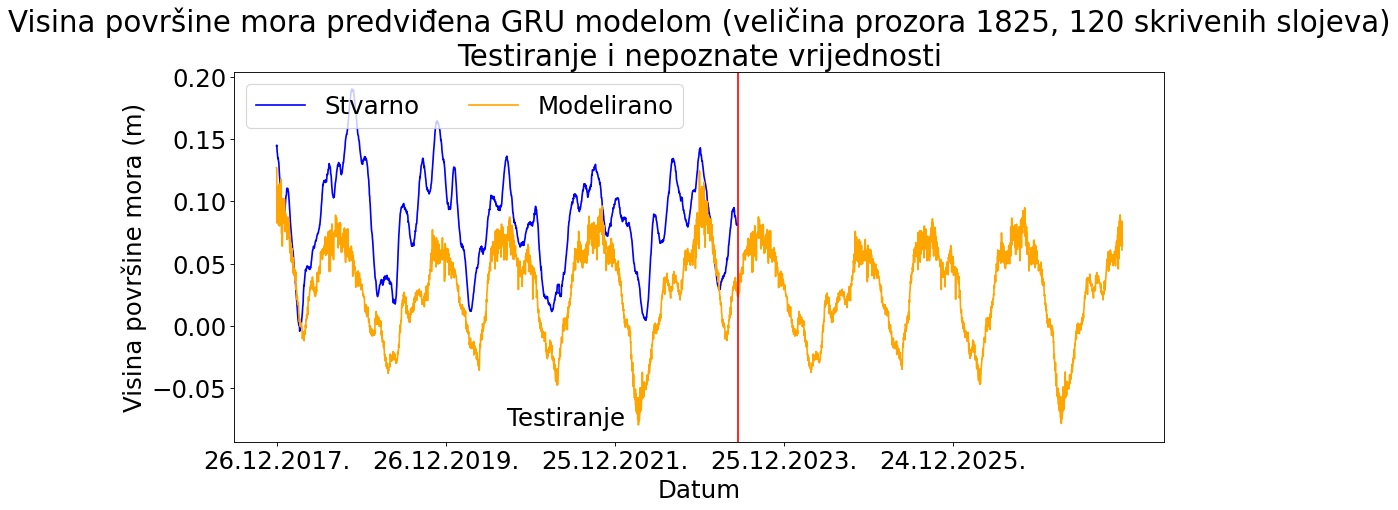 Visina površine mora predviđena GRU modelom (veličina prozora 1825, 120 skrivenih slojeva)
Testiranje i nepoznate vrijednosti
Stvarno
Modelirano
Visina površine mora (m)
0.20
0.15
0.10
0.05
0.00
−0.05
Testiranje
26.12.2017.
26.12.2019.
25.12.2021.
25.12.2023.
24.12.2025.
Datum